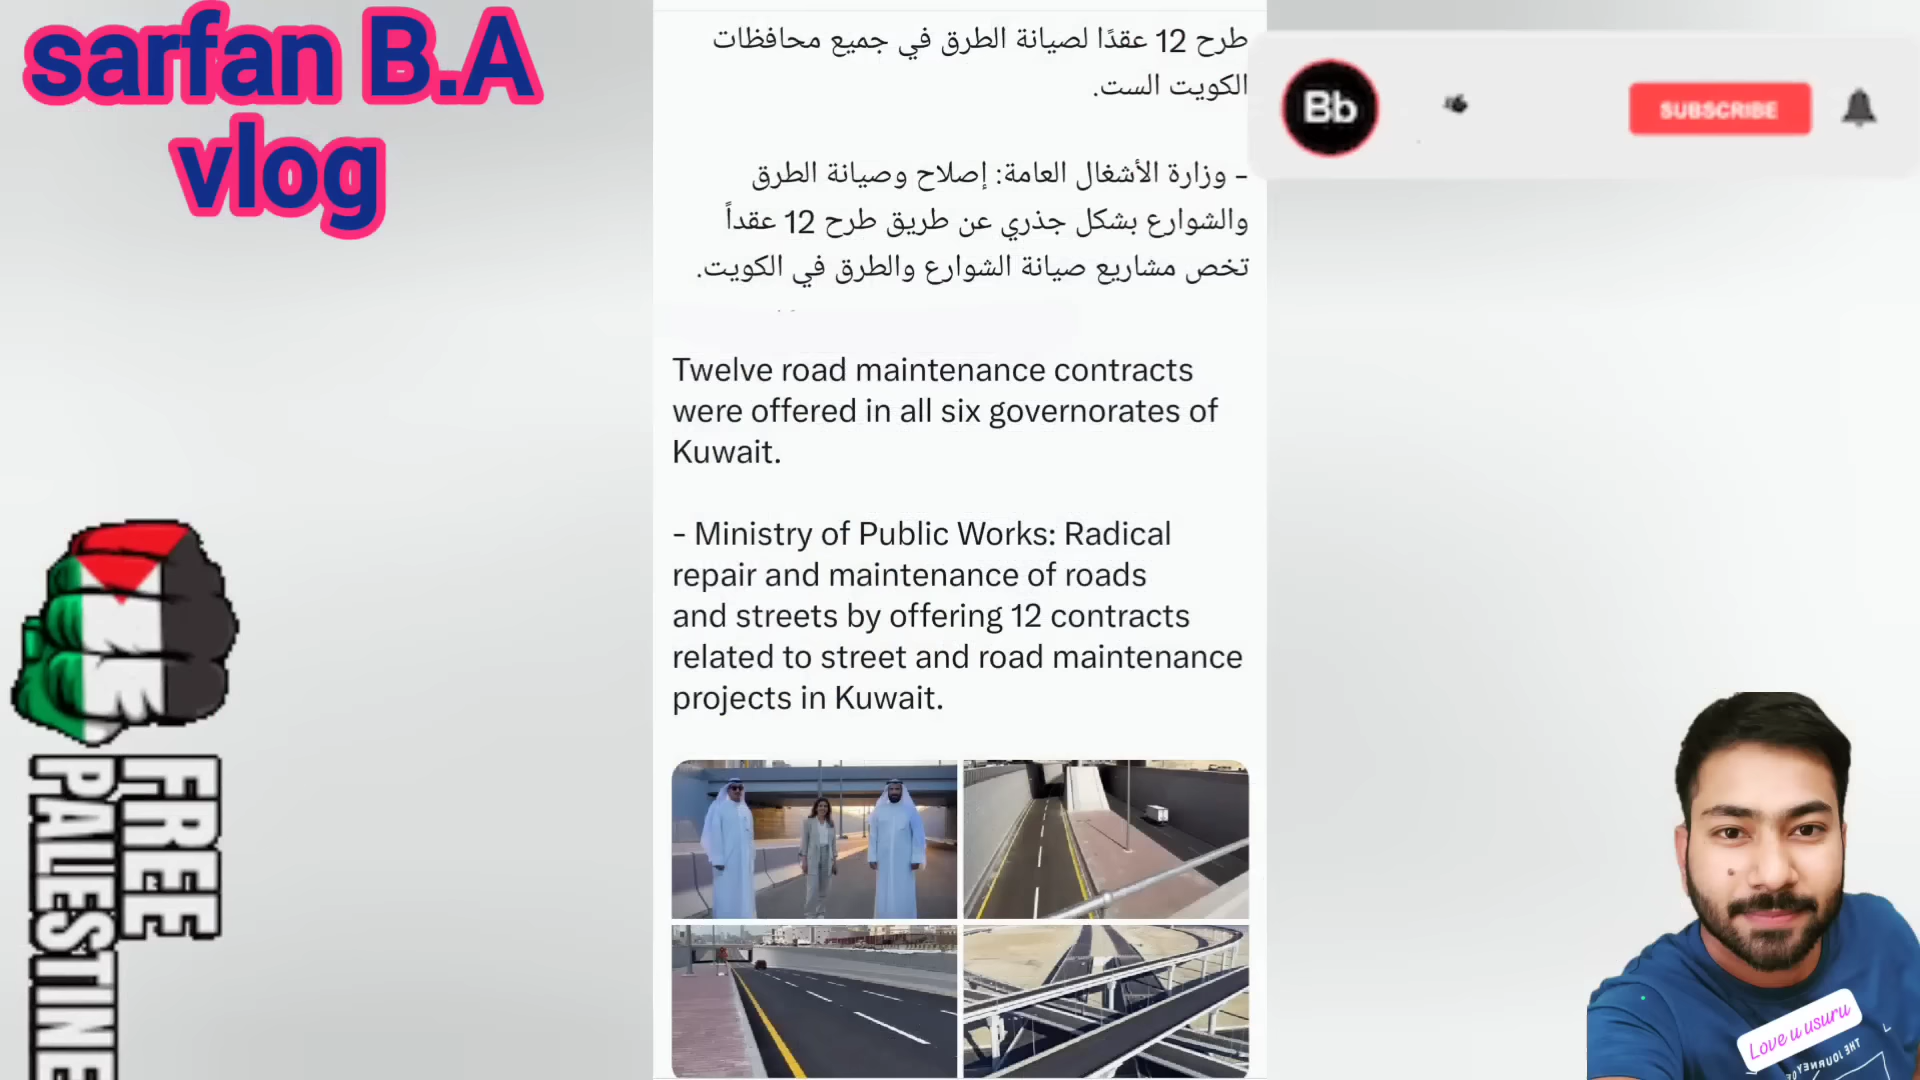 sarfan B.A
vlog
طرح 12 عقدًا لصيانة الطرق في جميع محافظات
الكويت الست.
- وزارة الأشغال العامة: إصلاح وصيانة الطرق
والشوارع بشكل جذري عن طريق طرح 12 عقداً
تخص مشاريع صيانة الشوارع والطرق في الكويت.
Twelve road maintenance contracts
were offered in all six governorates of
Kuwait.
- Ministry of Public Works: Radical
repair and maintenance of roads
and streets by offering 12 contracts
related to street and road maintenance
projects in Kuwait.
Bb
SUBSCRIBE
FREE
PALESTINE
Love u usuru